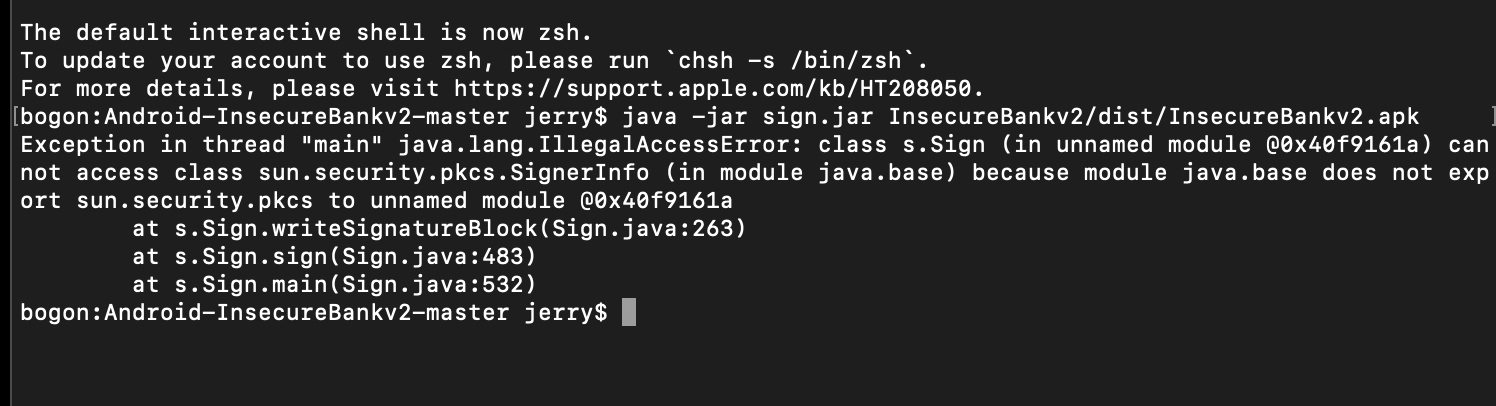 The default interactive shell is now zsh.
To update your account to use zsh, please run `chsh -s /bin/zsh`.
For more details, please visit https://support.apple.com/kb/HT208050.
[bogon:Android-InsecureBankv2-master jerry$ java -jar sign.jar InsecureBankv2/dist/InsecureBankv2.apk ]
Exception in thread "main" java.lang.IllegalAccessError: class s.Sign (in unnamed module @0x40f9161a) can
not access class sun.security.pkcs.SignerInfo (in module java.base) because module java.base does not exp
ort sun.security.pkcs to unnamed module @0x40f9161a
at s.Sign.writeSignatureBlock(Sign.java:263)
at s.Sign.sign(Sign.java:483)
at s.Sign.main(Sign.java:532)
bogon:Android-InsecureBankv2-master jerry$